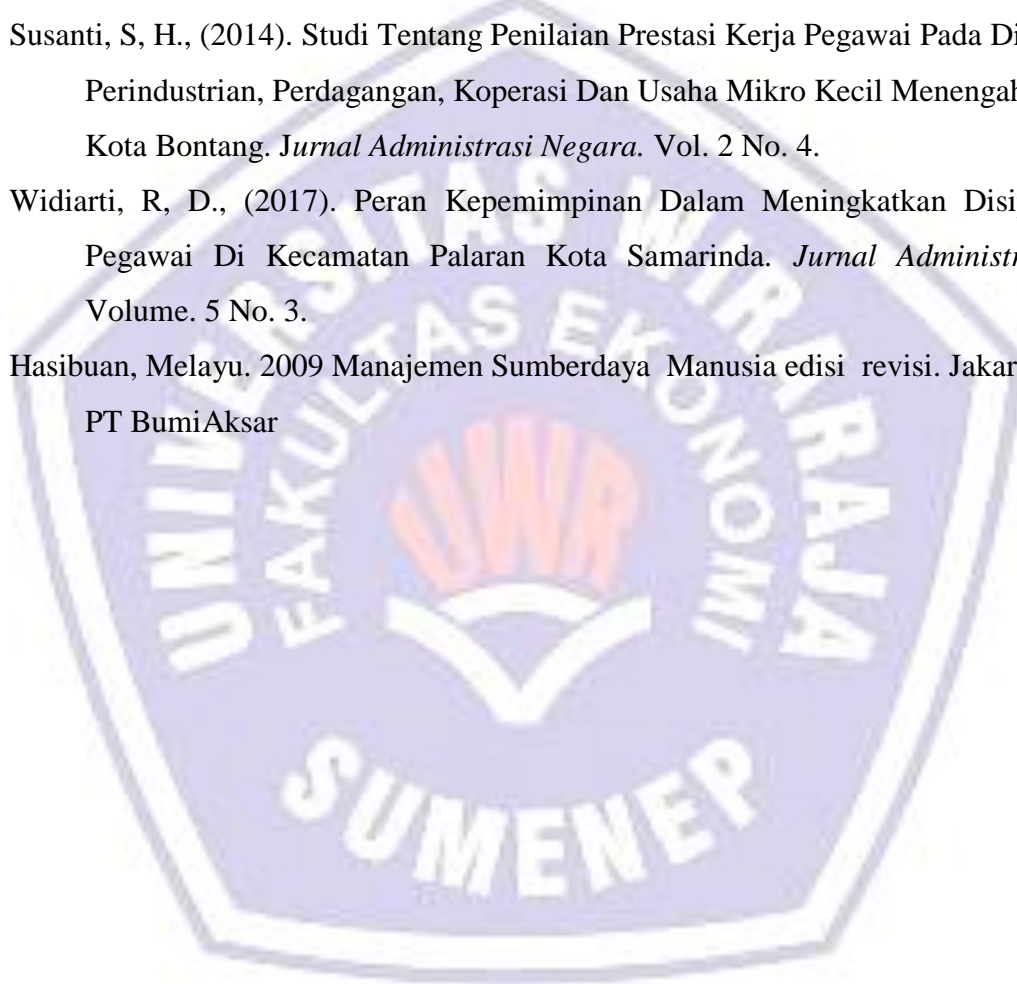 Susanti, S, H., (2014). Studi Tentang Penilaian Prestasi Kerja Pegawai Pada Di
Perindustrian, Perdagangan, Koperasi Dan Usaha Mikro Kecil Menengah
Kota Bontang. Jurnal Administrasi Negara. Vol. 2 No. 4.
Widiarti, R, D., (2017). Peran Kepemimpinan Dalam Meningkatkan Disi
Pegawai Di Kecamatan Palaran Kota Samarinda. Jurnal Administr
Volume. 5 No. 3.
Hasibuan, Melayu. 2009 Manajemen Sumberdaya Manusia edisi revisi. Jakar
PT BumiAksar
UNIVERSITAS WIRARAJA
FAKULTAS EKONOMI
UWR
SUMENEP